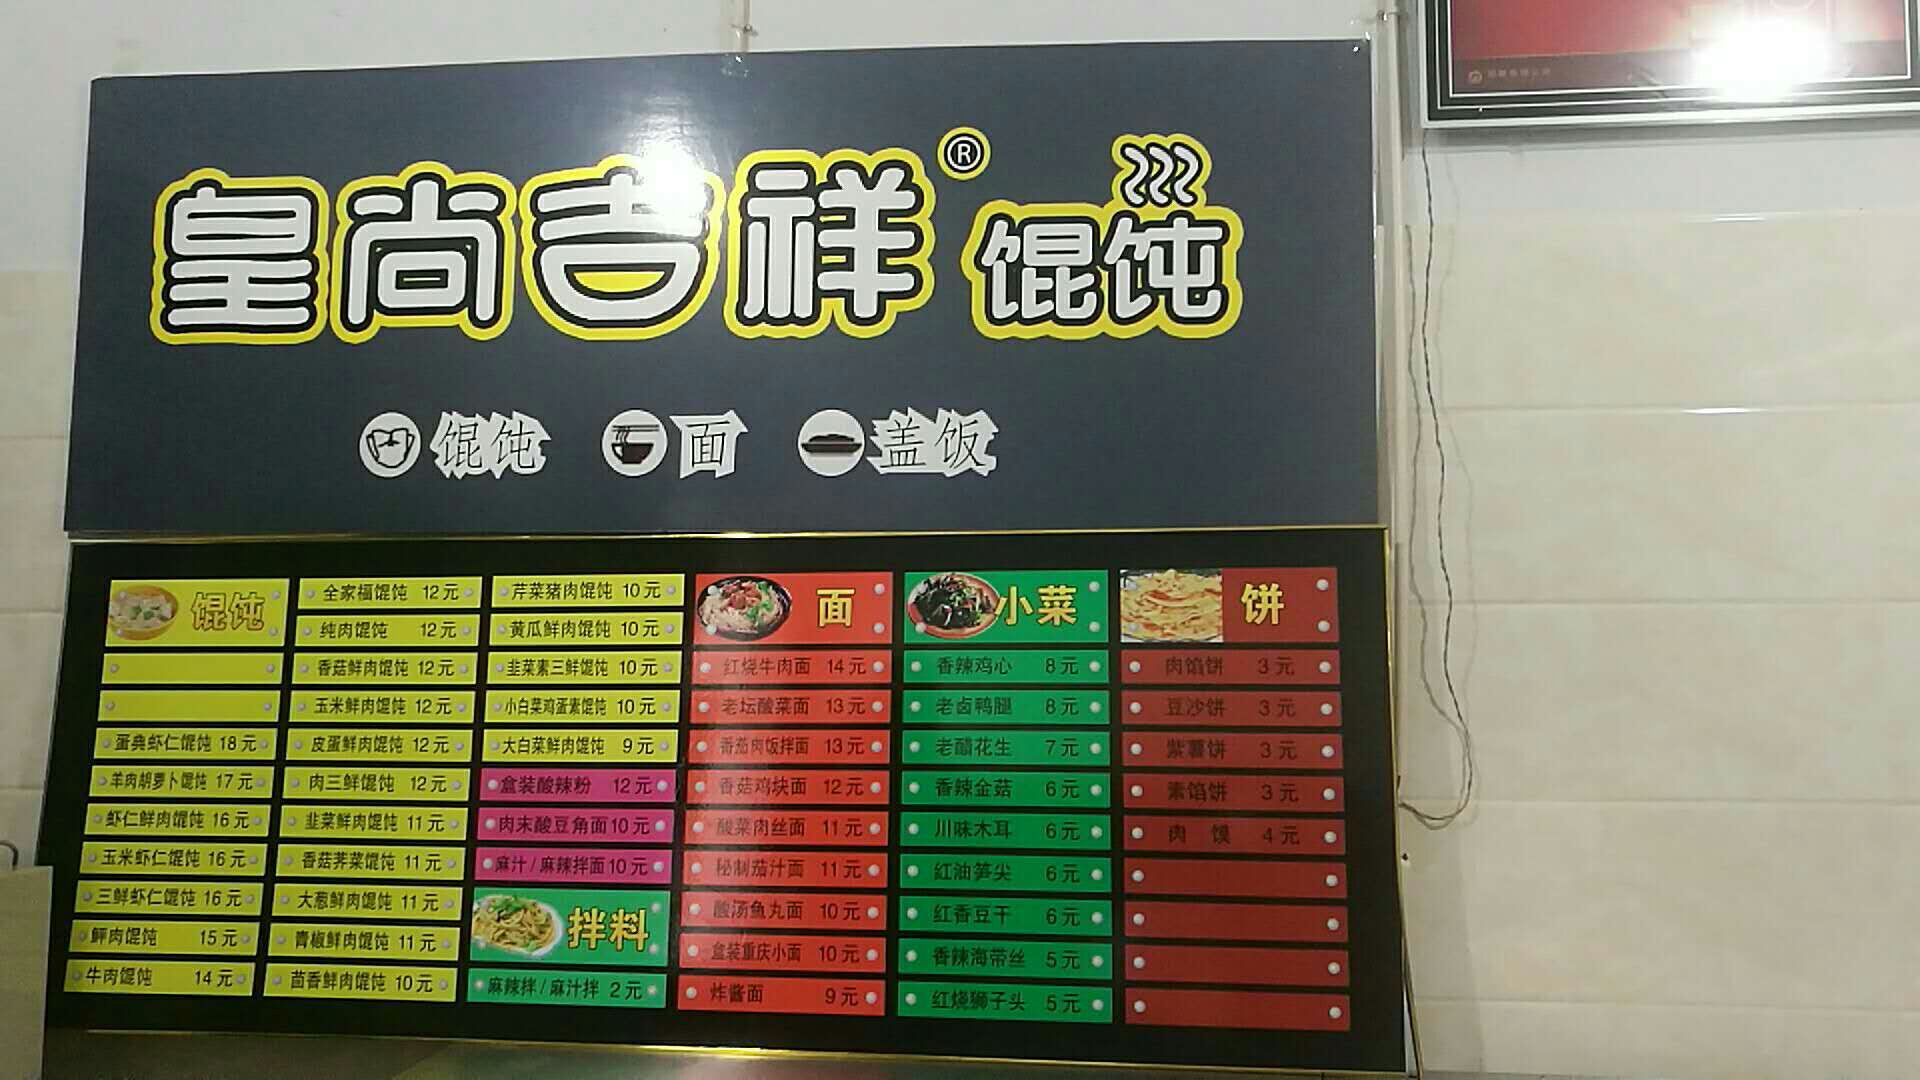 皇尚吉祥®馄饨
馄饨 面 盖饭
馄饨
蛋典虾仁馄饨 18元
羊肉胡萝卜馄饨 17元
虾仁鲜肉馄饨 16元
玉米虾仁馄饨 16元
三鲜虾仁馄饨 16元
鲆肉馄饨 15元
牛肉馄饨 14元
全家福馄饨 12元
纯肉馄饨 12元
香菇鲜肉馄饨 12元
玉米鲜肉馄饨 12元
皮蛋鲜肉馄饨 12元
肉三鲜馄饨 12元
韭菜鲜肉馄饨 11元
香菇荠菜馄饨 11元
大葱鲜肉馄饨 11元
青椒鲜肉馄饨 11元
茴香鲜肉馄饨 10元
芹菜猪肉馄饨 10元
黄瓜鲜肉馄饨 10元
韭菜素三鲜馄饨 10元
小白菜鸡蛋素馄饨 10元
大白菜鲜肉馄饨 9元
盒装酸辣粉 12元
肉末酸豆角面 10元
麻汁/麻辣拌面 10元
拌料
麻辣拌/麻汁拌 2元
面
红烧牛肉面 14元
老坛酸菜面 13元
番茄肉饭拌面 13元
香菇鸡块面 12元
酸菜肉丝面 11元
秘制茄汁面 11元
酸汤鱼丸面 10元
盒装重庆小面 10元
炸酱面 9元
小菜
香辣鸡心 8元
老卤鸭腿 8元
老醋花生 7元
香辣金菇 6元
川味木耳 6元
红油笋尖 6元
红香豆干 6元
香辣海带丝 5元
红烧狮子头 5元
饼
肉馅饼 3元
豆沙饼 3元
紫薯饼 3元
素馅饼 3元
肉馍 4元